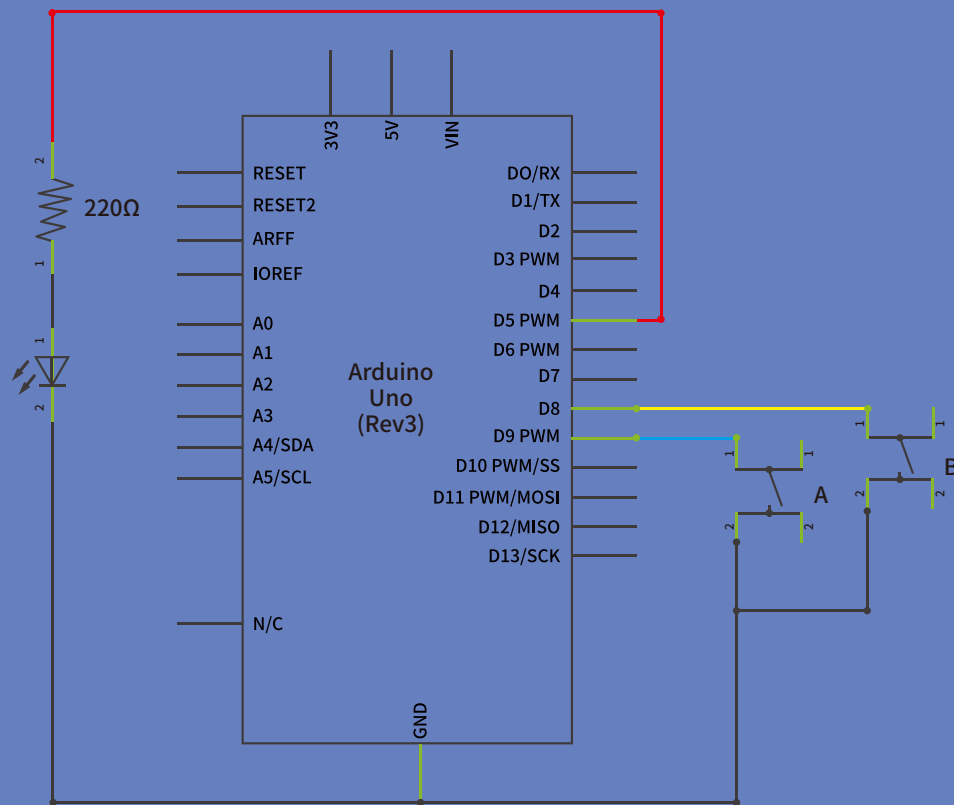 3V3
5V
VIN
RESET
RESET2
ARFF
IOREF
A0
A1
A2
A3
A4/SDA
A5/SCL
N/C
Arduino
Uno
(Rev3)
DO/RX
D1/TX
D2
D3 PWM
D4
D5 PWM
D6 PWM
D7
D8
D9 PWM
D10 PWM/SS
D11 PWM/MOSI
D12/MISO
D13/SCK
GND
2
220Ω
1
1
2
1
1
A
2
2
1
1
B
2
2